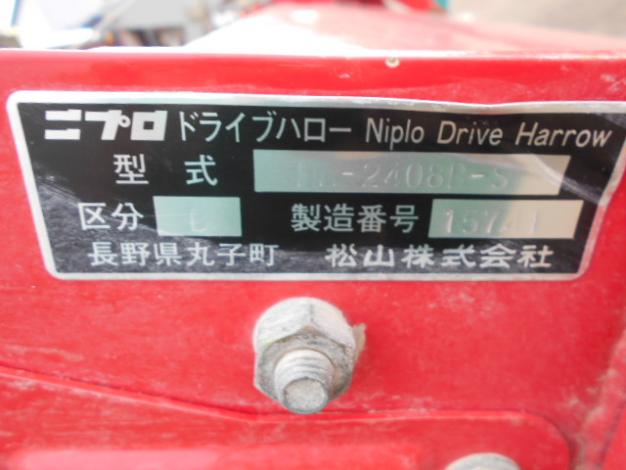 ニプロ ドライブハロー Niplo Drive Harrow
型 式
区分 L 製造番号
長野県丸子町 松山株式会社